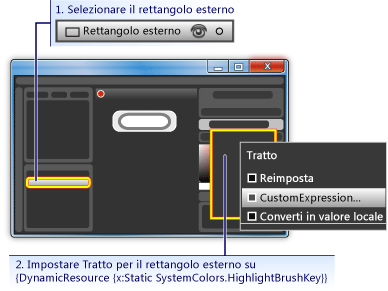 1. Selezionare il rettangolo esterno
Rettangolo esterno
X
Tratto
Reimposta
CustomExpression...
Converti in valore locale
2. Impostare Tratto per il rettangolo esterno su
{DynamicResource {x:Static SystemColors.HighlightBrushKey}}